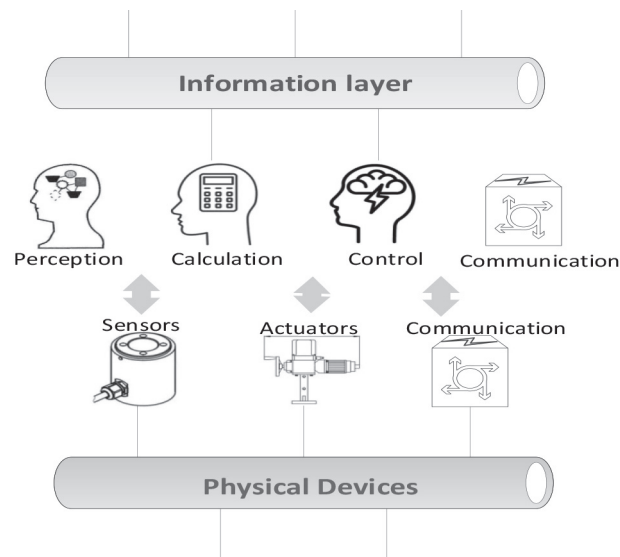 Information layer
Perception
Calculation
Control
Communication
Sensors
Actuators
Communication
Physical Devices